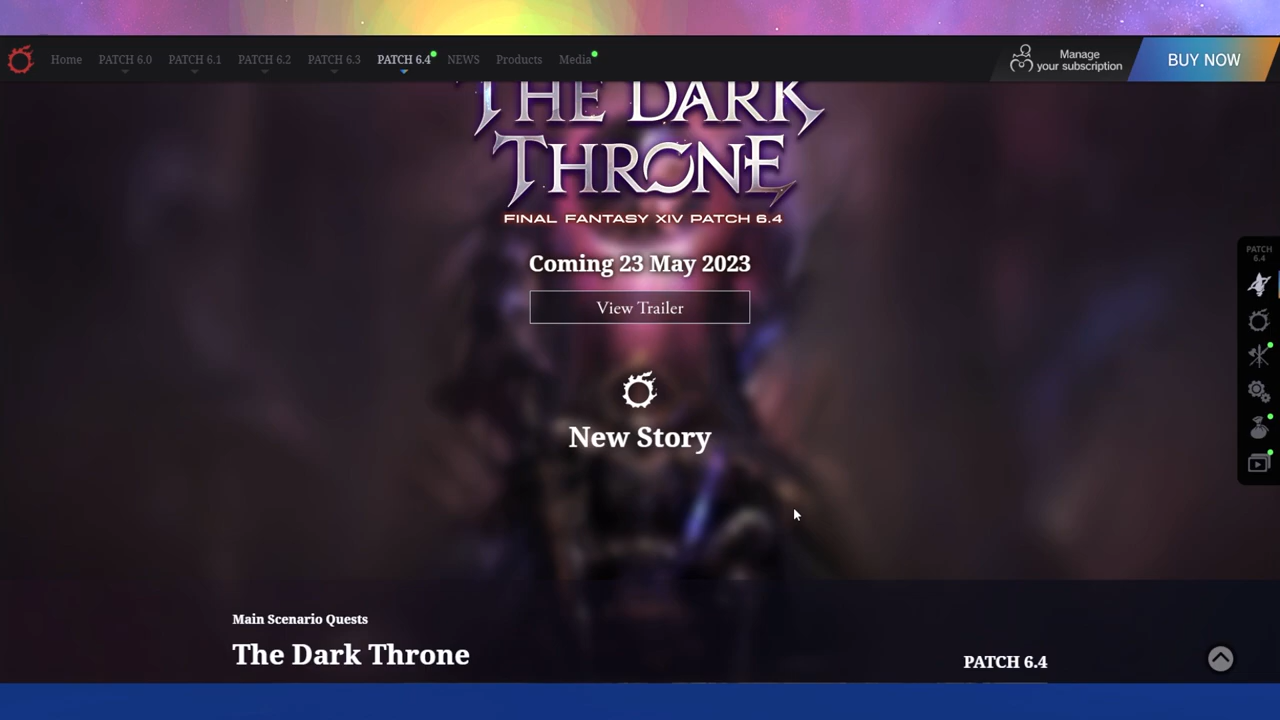 Home
PATCH 6.0
PATCH 6.1
PATCH 6.2
PATCH 6.3
PATCH 6.4
NEWS
Products
Media
Manage
your subscription
BUY NOW
THE DARK
THRONE
FINAL FANTASY XIV PATCH 6.4
Coming 23 May 2023
View Trailer
New Story
PATCH
6.4
Main Scenario Quests
The Dark Throne
PATCH 6.4